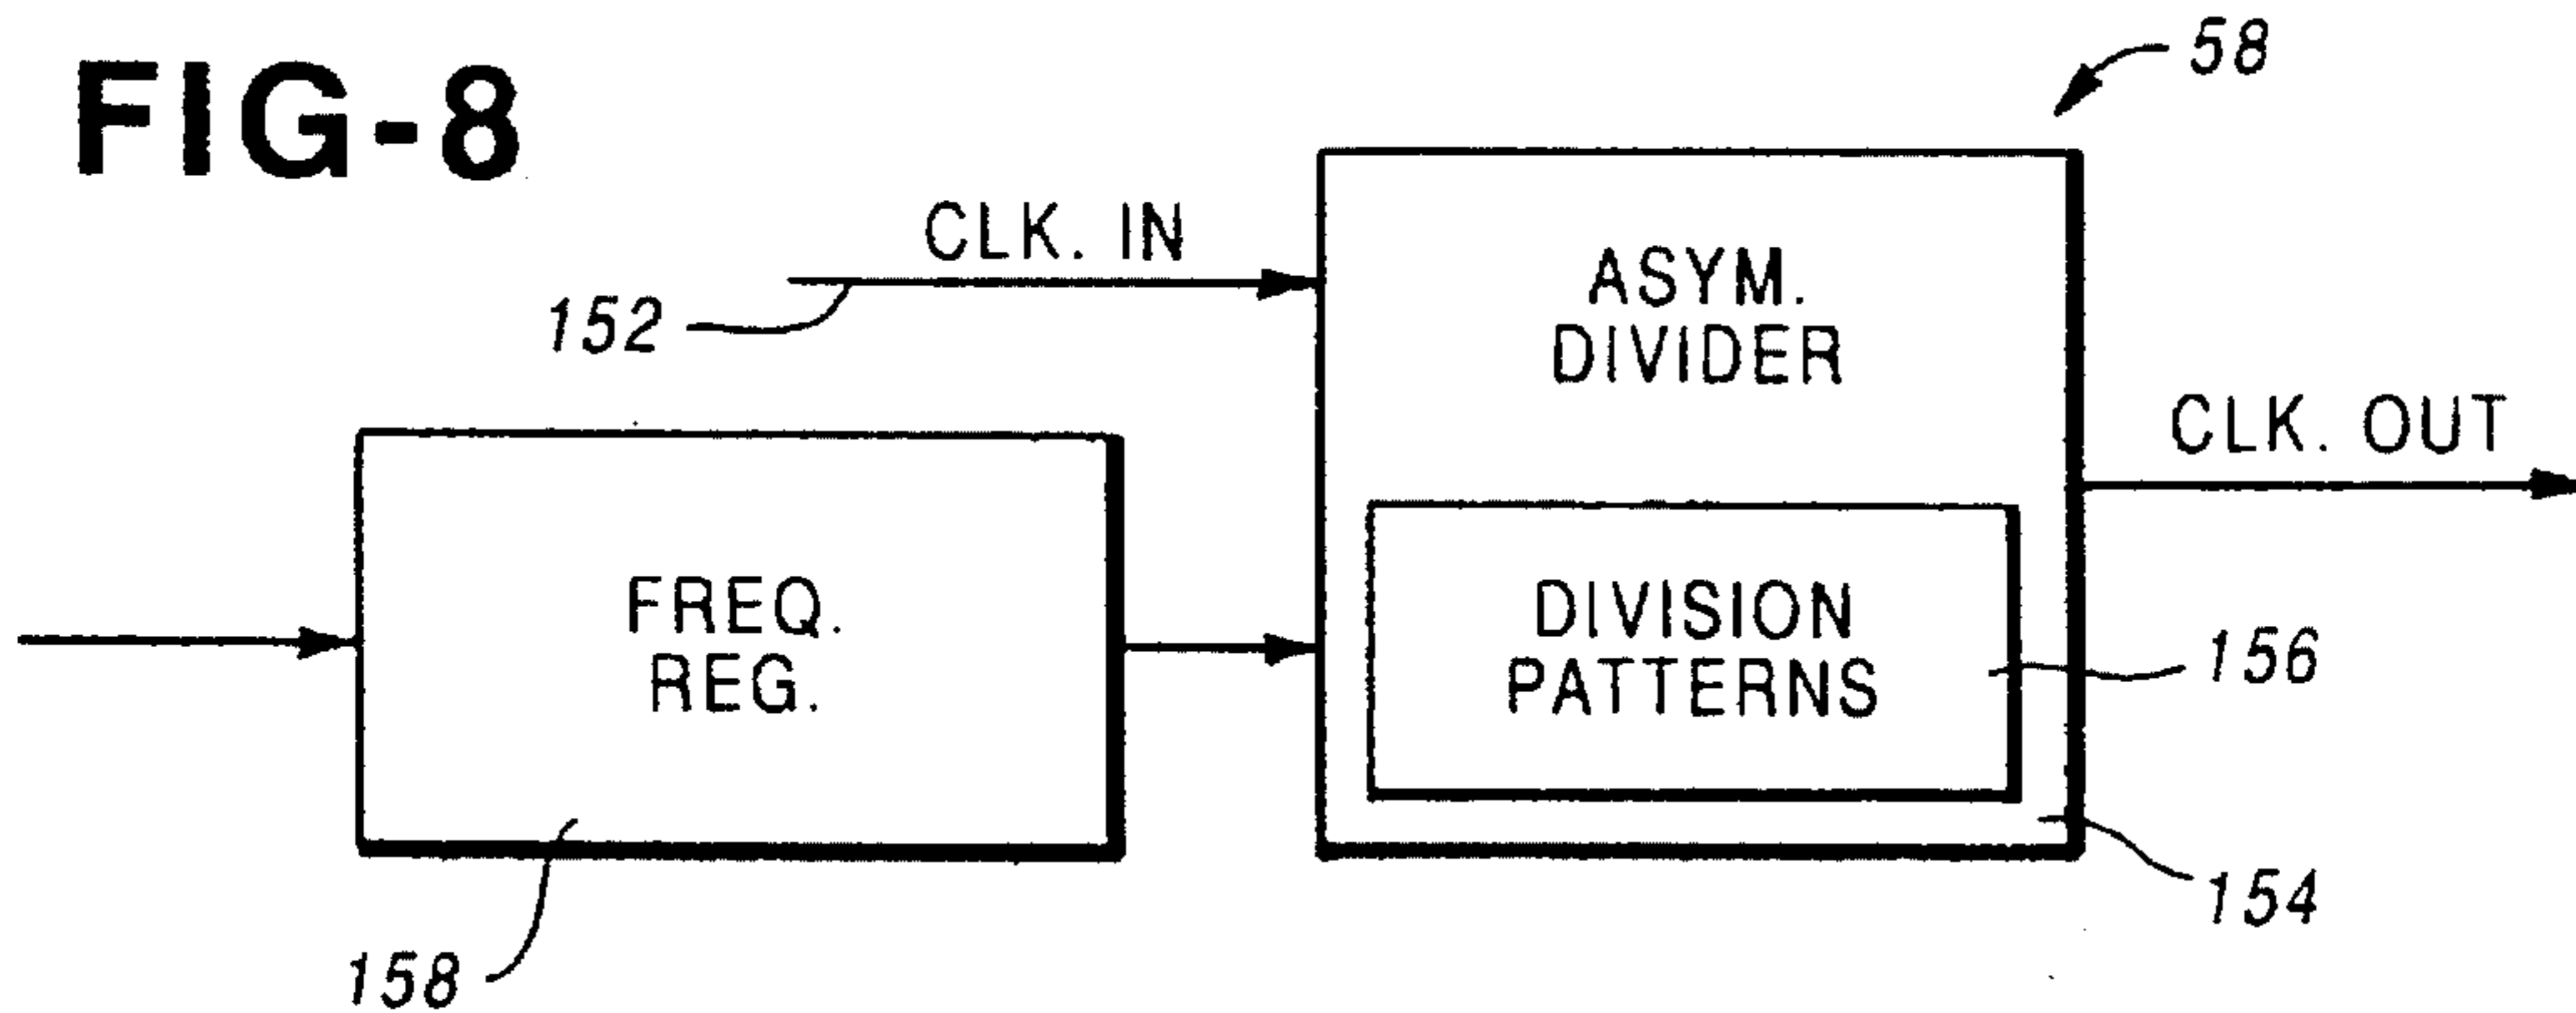 FIG-8
58
CLK. IN
152
ASYM.
DIVIDER
CLK. OUT
FREQ.
REG.
DIVISION
PATTERNS
156
154
158